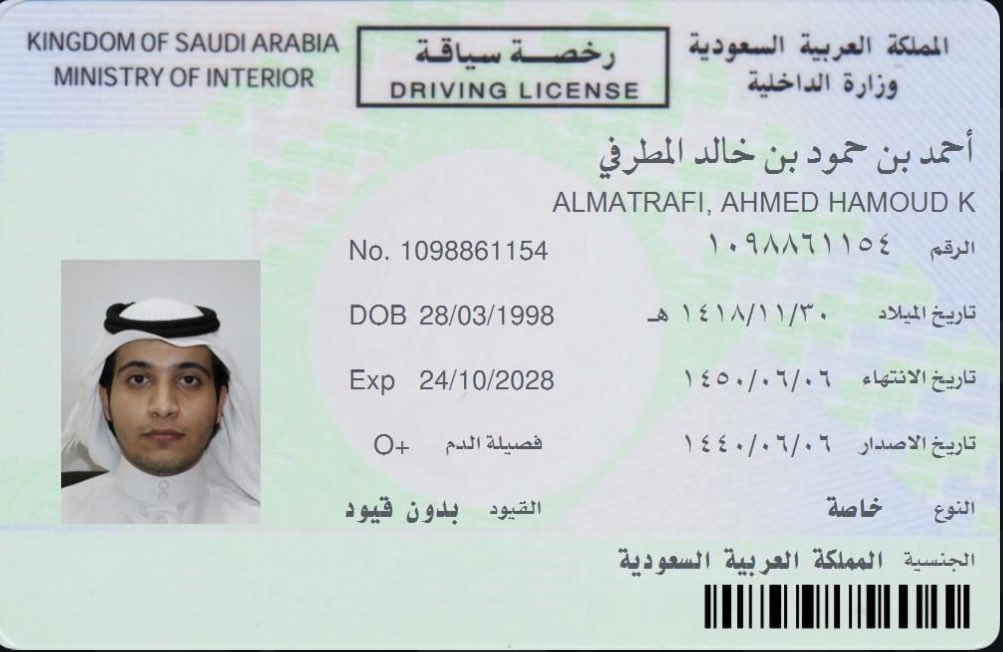 KINGDOM OF SAUDI ARABIA
MINISTRY OF INTERIOR
رخصة سياقة
DRIVING LICENSE
المملكة العربية السعودية
وزارة الداخلية
أحمد بن حمود بن خالد المطرفي
ALMATRAFI, AHMED HAMOUD K
No. 1098861154 الرقم ١٠٩٨٨٦١١٥٤
DOB 28/03/1998 تاريخ الميلاد ١٤١٨/١١/٣٠ هـ
Exp 24/10/2028 تاريخ الانتهاء ١٤٥٠/٠٦/٠٦
تاريخ الاصدار ١٤٤٠/٠٦/٠٦ فصيلة الدم O+
النوع خاصة القيود بدون قيود
الجنسية المملكة العربية السعودية